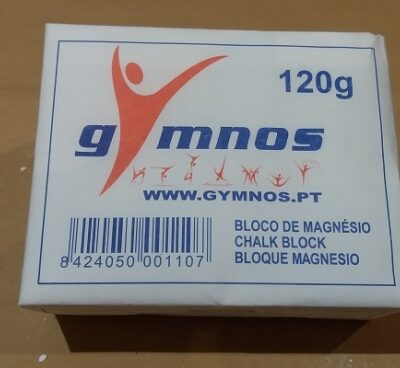 120g
gymnos
WWW.GYMNOS.PT
BLOCO DE MAGNÉSIO
CHALK BLOCK
BLOQUE MAGNESIO
8 424050 001107